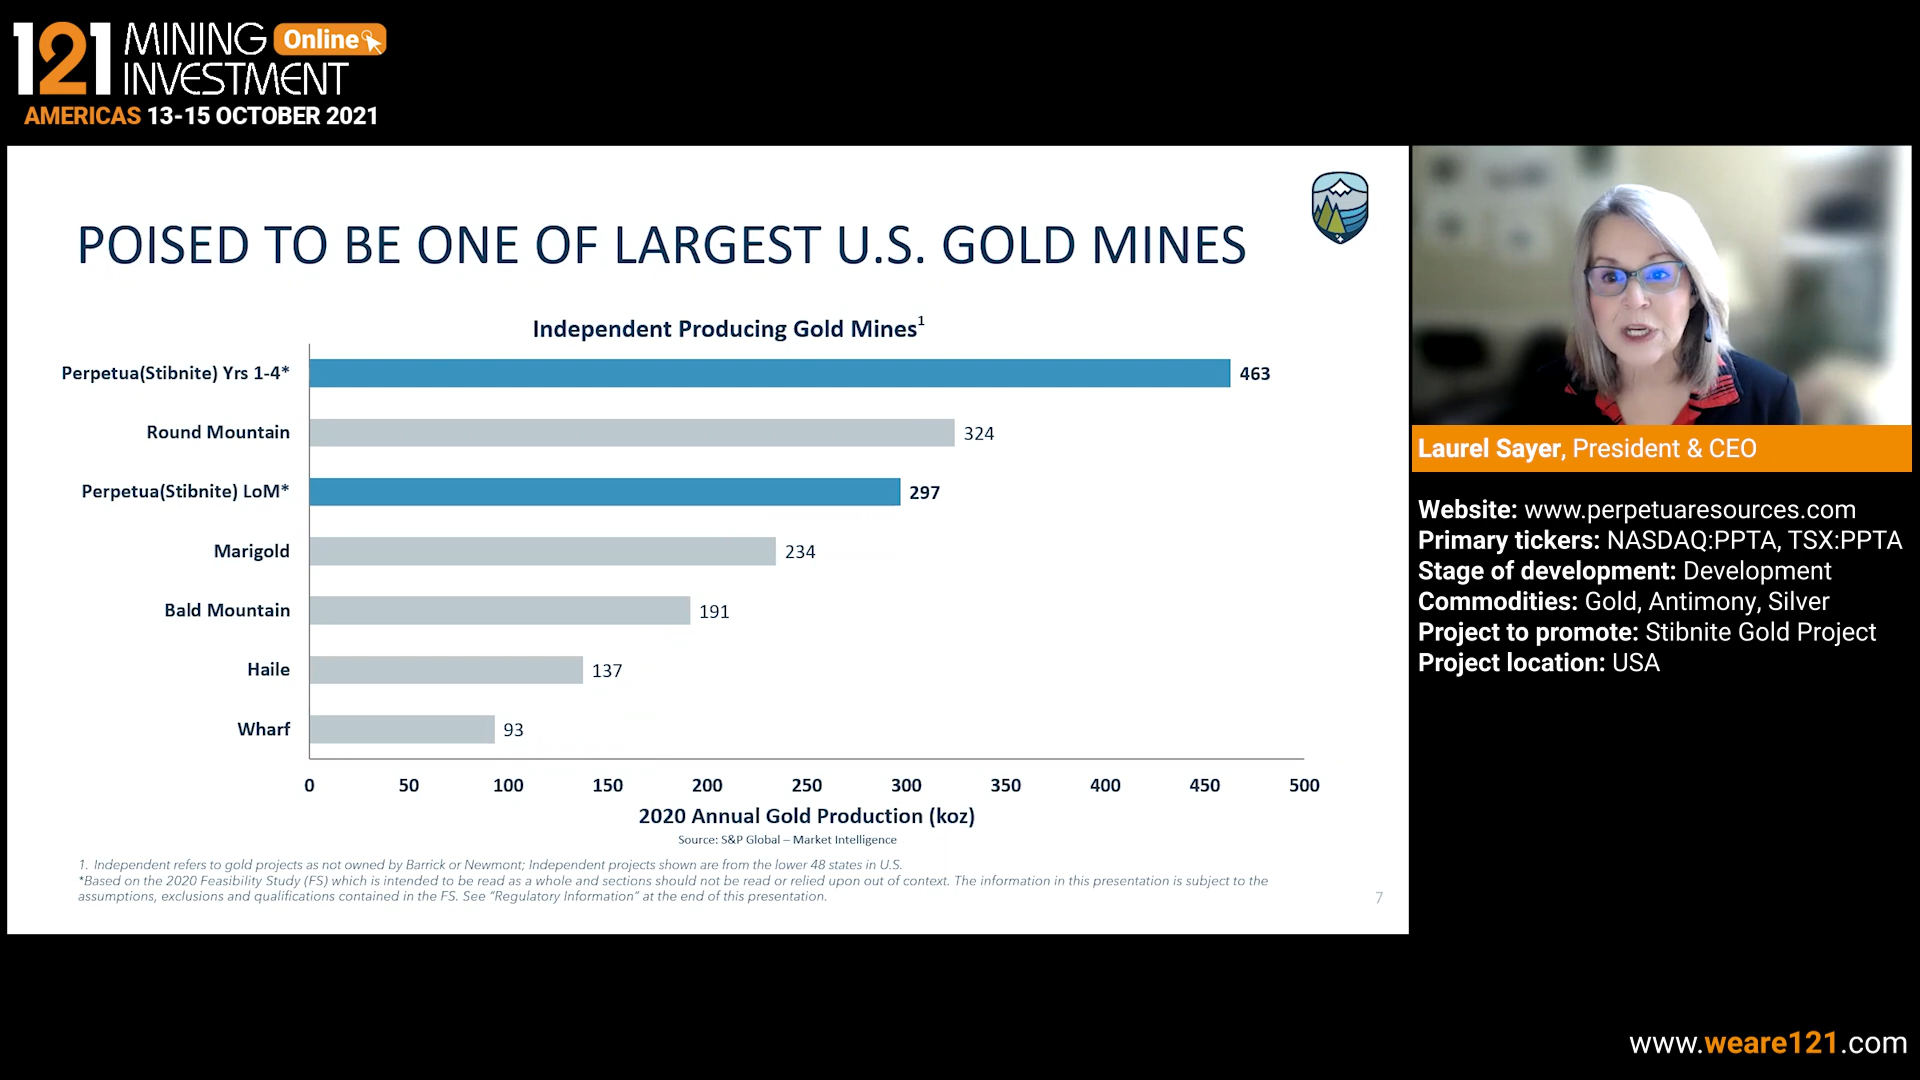 121 MINING Online
INVESTMENT
AMERICAS 13-15 OCTOBER 2021
POISED TO BE ONE OF LARGEST U.S. GOLD MINES
Independent Producing Gold Mines1
Perpetua(Stibnite) Yrs 1-4* 463
Round Mountain 324
Perpetua(Stibnite) LoM* 297
Marigold 234
Bald Mountain 191
Haile 137
Wharf 93
0 50 100 150 200 250 300 350 400 450 500
2020 Annual Gold Production (koz)
Source: S&P Global – Market Intelligence
1. Independent refers to gold projects as not owned by Barrick or Newmont; Independent projects shown are from the lower 48 states in U.S.
*Based on the 2020 Feasibility Study (FS) which is intended to be read as a whole and sections should not be read or relied upon out of context. The information in this presentation is subject to the
assumptions, exclusions and qualifications contained in the FS. See "Regulatory Information" at the end of this presentation.
7
Laurel Sayer, President & CEO
Website: www.perpetuaresources.com
Primary tickers: NASDAQ:PPTA, TSX:PPTA
Stage of development: Development
Commodities: Gold, Antimony, Silver
Project to promote: Stibnite Gold Project
Project location: USA
www.weare121.com